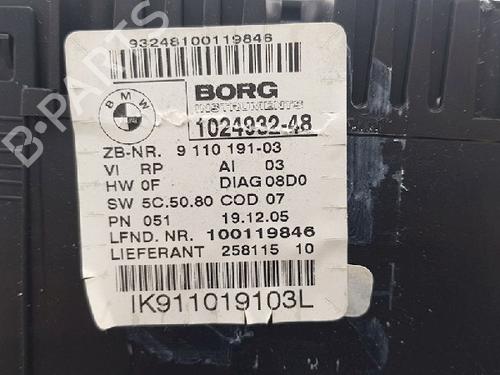 93248100119846
BMW
BORG
INSTRUMENTS
1024932-48
ZB-NR. 9 110 191-03
VI RP AI 03
HW 0F DIAG 08D0
SW 5C.50.80 COD 07
PN 051 19.12.05
LFND. NR. 100119846
LIEFERANT 258115 10
IK911019103L
B-PARTS